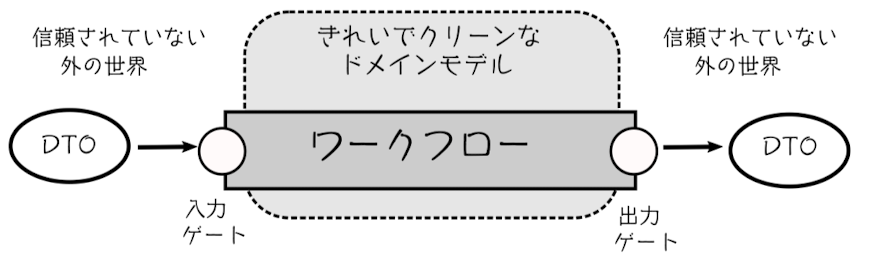 信頼されていない
外の世界
きれいでクリーンな
ドメインモデル
信頼されていない
外の世界
DTO
ワークフロー
DTO
入力
ゲート
出力
ゲート